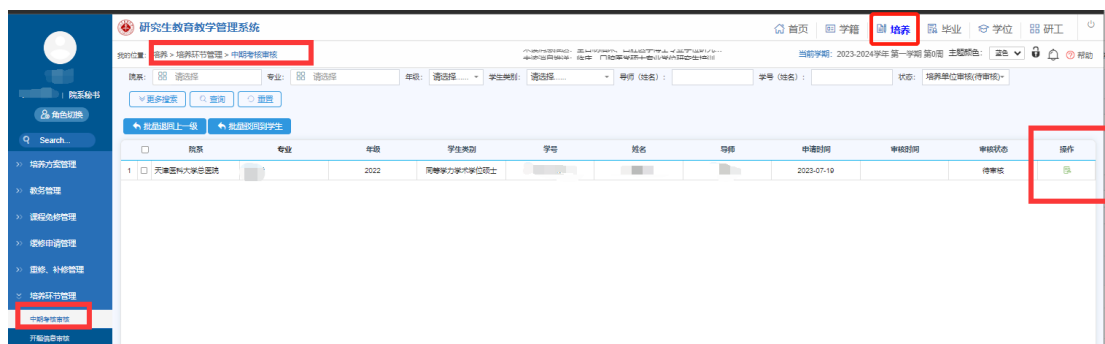 研究生教育教学管理系统
首页 学籍 培养 毕业 学位 研工
我的位置: 培养 > 培养环节管理 > 中期考核审核
当前学期: 2023-2024学年 第一学期 第0周 主题颜色: 蓝色 帮助
院系秘书
角色切换
Search...
培养方案管理
教务管理
课程免修管理
缓修申请管理
重修、补修管理
培养环节管理
中期考核审核
开题信息审核
院系: 请选择 专业: 请选择 年级: 请选择...... 学生类别: 请选择...... 导师（姓名）: 学号（姓名）: 状态: 培养单位审核(待审核)
更多搜索 查询 重置
批量退回上一级 批量驳回到学生
院系 专业 年级 学生类别 学号 姓名 导师 申请时间 审核时间 审核状态 操作
1 天津医科大学总医院 2022 同等学力学术学位硕士 2023-07-19 待审核